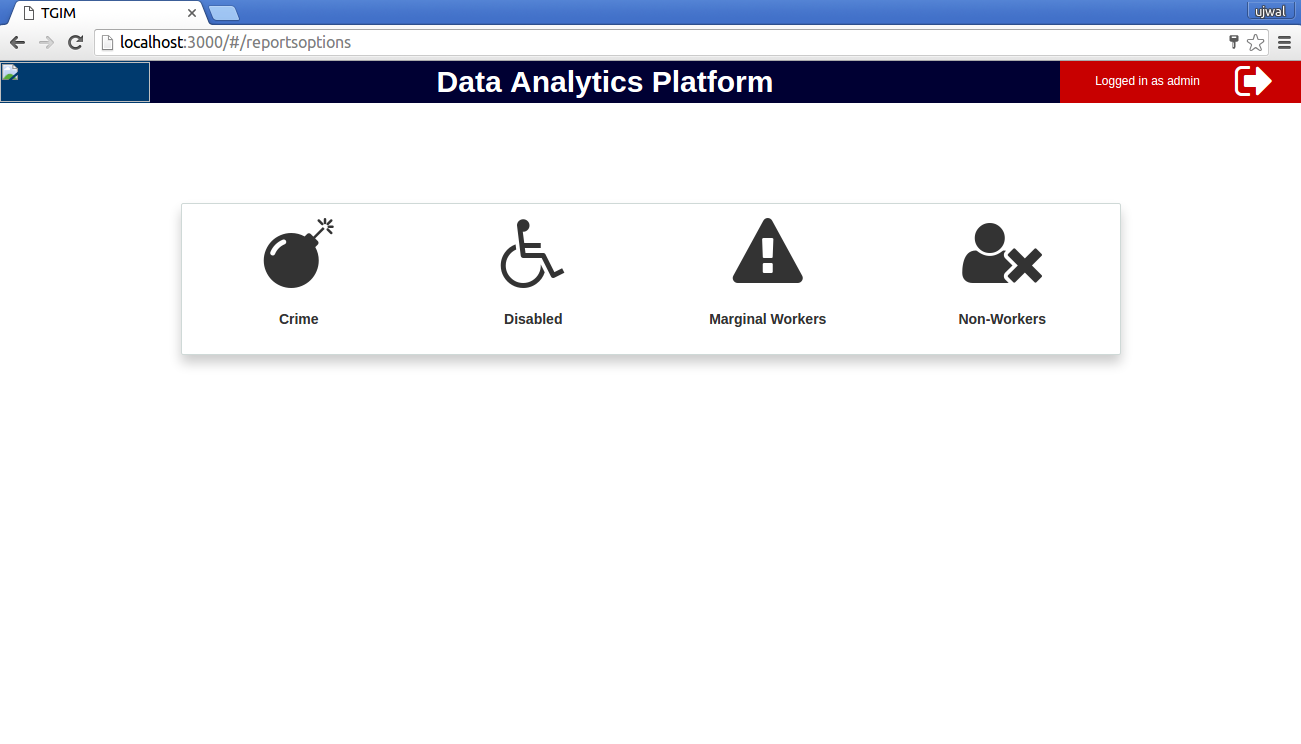 TGIM
ujwal
localhost:3000/#/reportsoptions
Data Analytics Platform
Logged in as admin
Crime
Disabled
Marginal Workers
Non-Workers